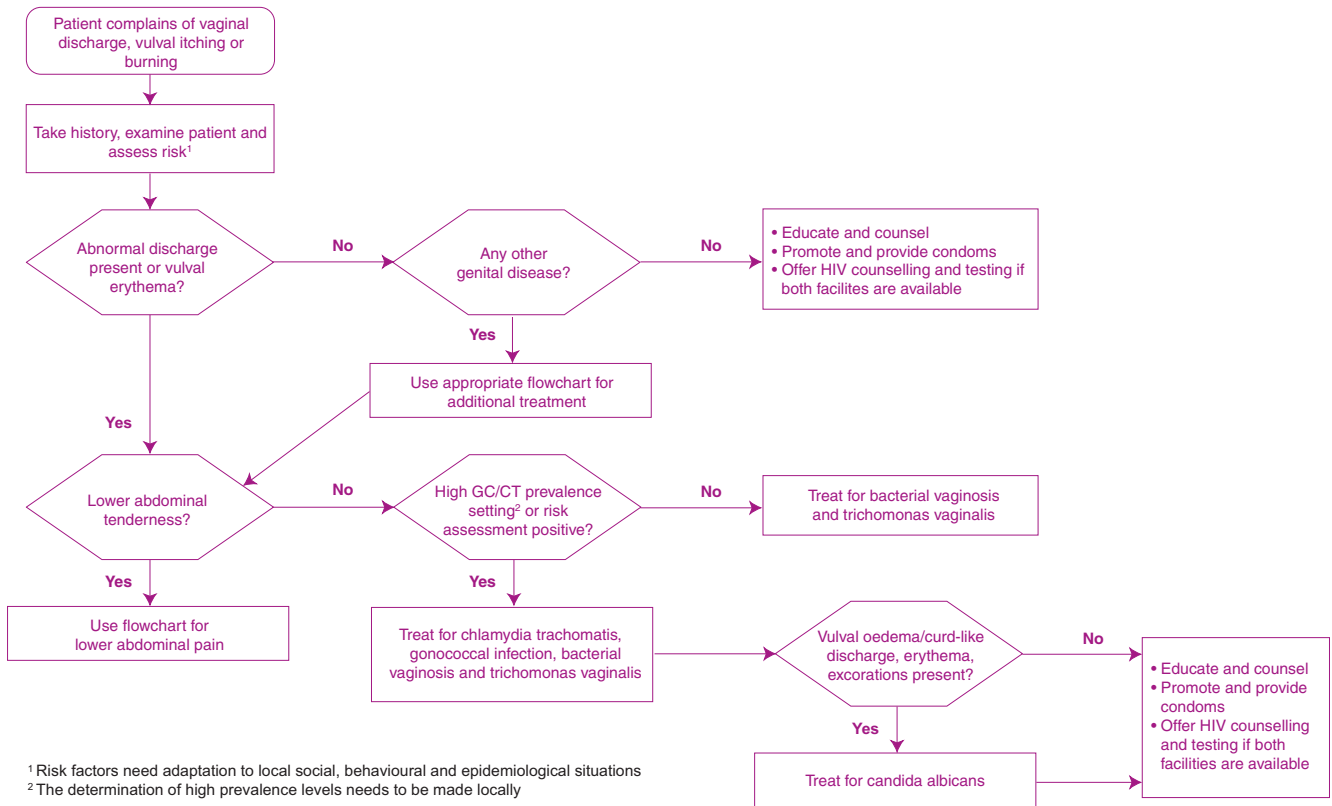 Patient complains of vaginal
discharge, vulval itching or
burning
Take history, examine patient and
assess risk¹
Abnormal discharge
present or vulval
erythema?
No
Any other
genital disease?
No
• Educate and counsel
• Promote and provide condoms
• Offer HIV counselling and testing if
both facilites are available
Yes
Use appropriate flowchart for
additional treatment
Yes
Lower abdominal
tenderness?
No
High GC/CT prevalence
setting² or risk
assessment positive?
No
Treat for bacterial vaginosis
and trichomonas vaginalis
Yes
Use flowchart for
lower abdominal pain
Yes
Treat for chlamydia trachomatis,
gonococcal infection, bacterial
vaginosis and trichomonas vaginalis
Vulval oedema/curd-like
discharge, erythema,
excorations present?
No
• Educate and counsel
• Promote and provide
condoms
• Offer HIV counselling
and testing if both
facilities are available
Yes
Treat for candida albicans
¹ Risk factors need adaptation to local social, behavioural and epidemiological situations
² The determination of high prevalence levels needs to be made locally